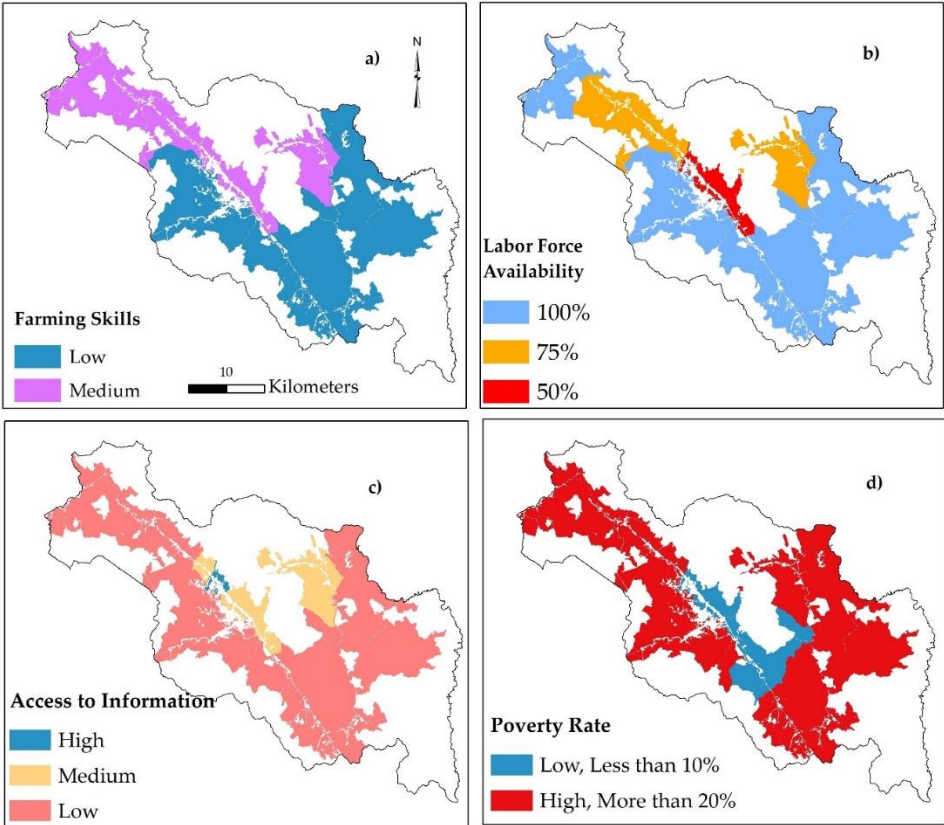 a)
N
Farming Skills
Low
Medium
10
Kilometers
b)
Labor Force
Availability
100%
75%
50%
c)
Access to Information
High
Medium
Low
d)
Poverty Rate
Low, Less than 10%
High, More than 20%